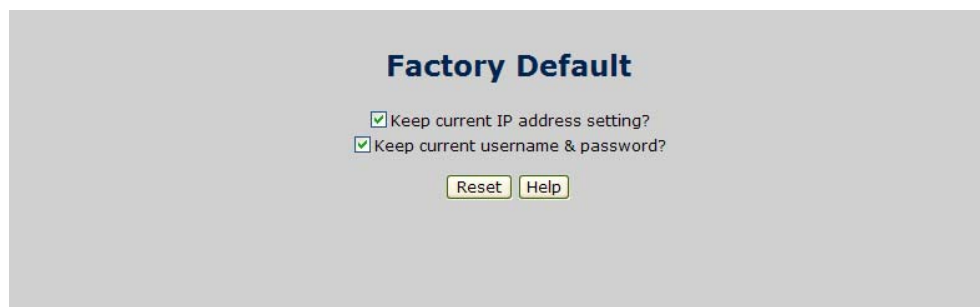 Factory Default
Keep current IP address setting?
Keep current username & password?
Reset Help